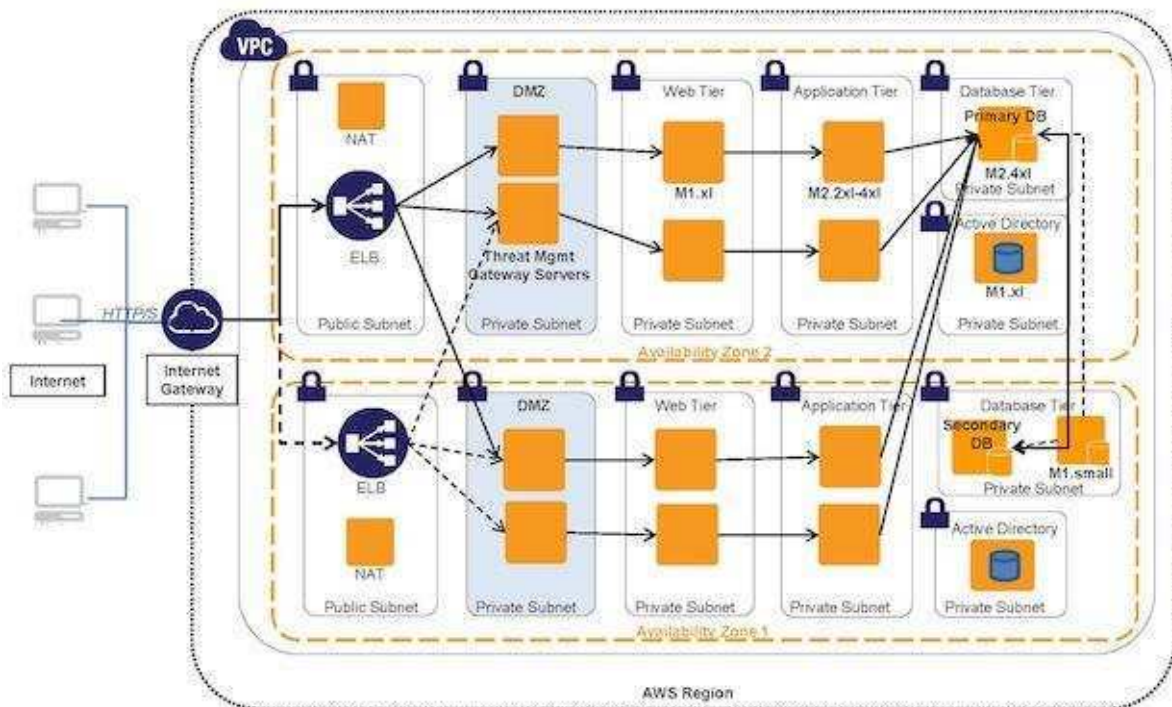 VPC
NAT
ELB
Public Subnet
DMZ
Threat Mgmt
Gateway Servers
Private Subnet
Web Tier
M1.xl
Private Subnet
Application Tier
M2.2xl-4xl
Private Subnet
Database Tier
Primary DB
M2.4xl
Private Subnet
Active Directory
M1.xl
Private Subnet
Availability Zone 2
HTTP/S
Internet
Internet
Gateway
ELB
NAT
Public Subnet
DMZ
Private Subnet
Web Tier
Private Subnet
Application Tier
Private Subnet
Database Tier
Secondary
DB
M1.small
Private Subnet
Active Directory
Private Subnet
Availability Zone 1
AWS Region